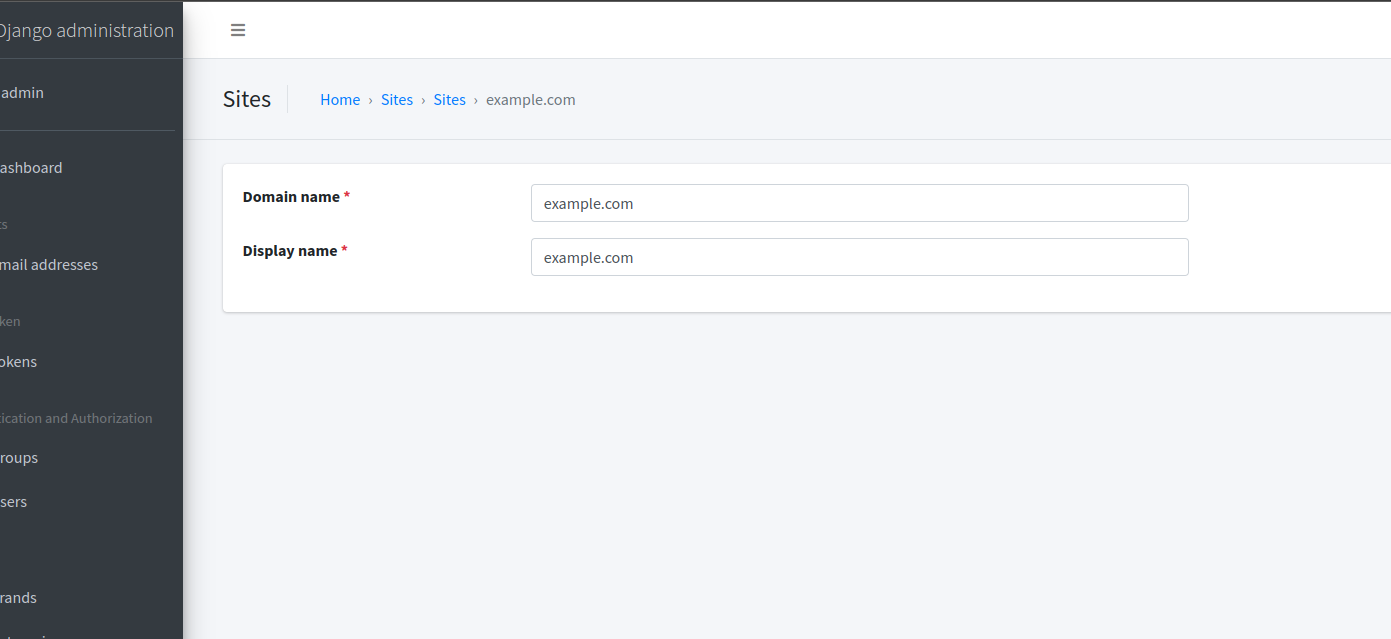 Django administration
admin
Sites
Home › Sites › Sites › example.com
ashboard
mail addresses
ken
okens
ication and Authorization
roups
sers
rands
Domain name *
example.com
Display name *
example.com